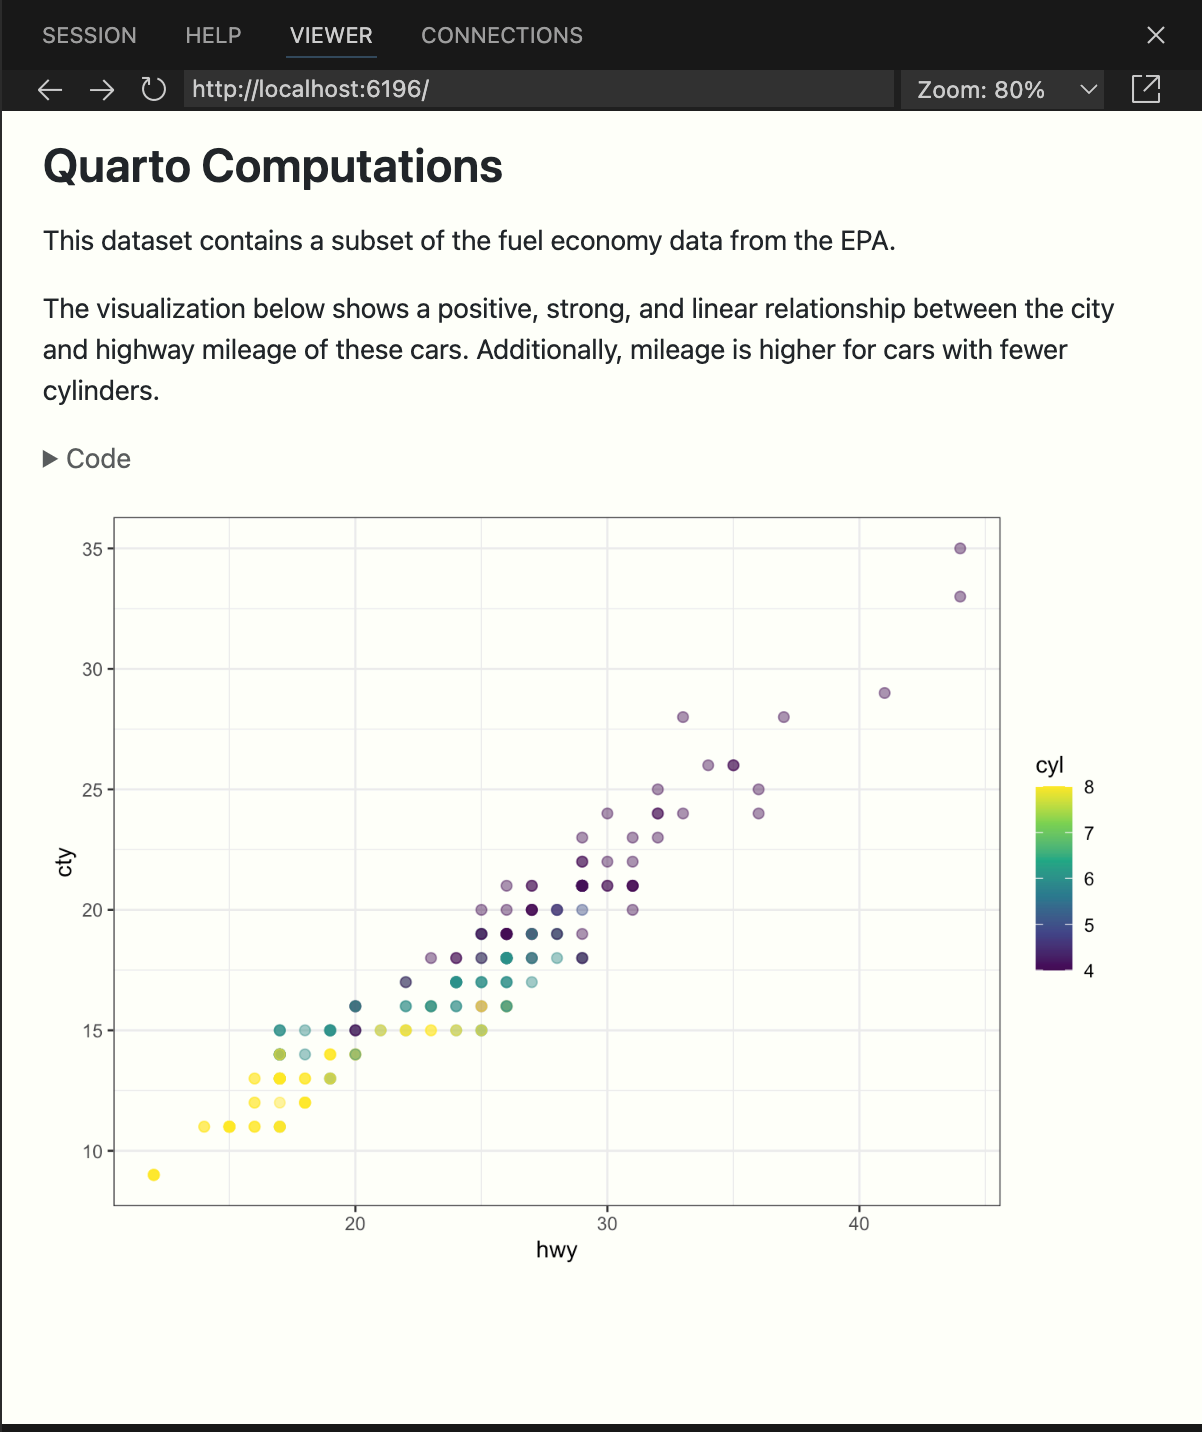 SESSION HELP VIEWER CONNECTIONS
http://localhost:6196/ Zoom: 80%
Quarto Computations
This dataset contains a subset of the fuel economy data from the EPA.
The visualization below shows a positive, strong, and linear relationship between the city
and highway mileage of these cars. Additionally, mileage is higher for cars with fewer
cylinders.
Code
35
30
25
20
15
10
cty
20 30 40
hwy
cyl
8
7
6
5
4